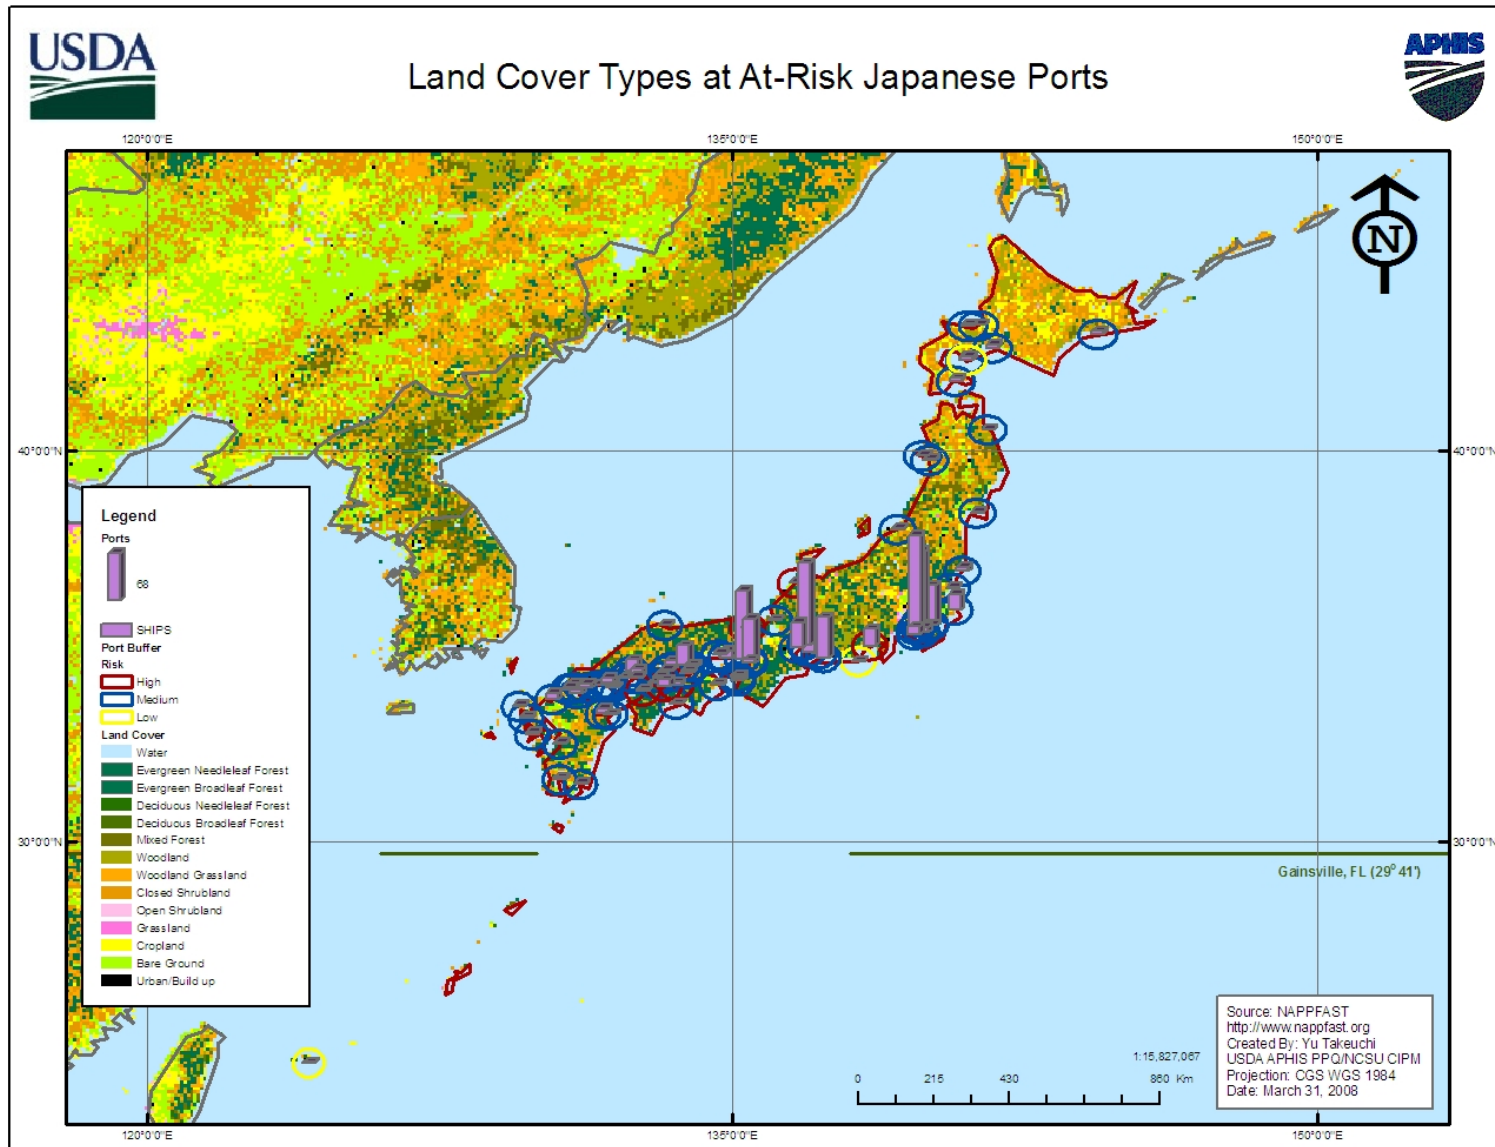 USDA
Land Cover Types at At-Risk Japanese Ports
APHIS
120°0'0"E 135°0'0"E 150°0'0"E
N
40°0'0"N 40°0'0"N
Legend
Ports
68
SHIPS
Port Buffer
Risk
High
Medium
Low
Land Cover
Water
Evergreen Needleleaf Forest
Evergreen Broadleaf Forest
Deciduous Needleleaf Forest
Deciduous Broadleaf Forest
Mixed Forest
Woodland
Woodland Grassland
Closed Shrubland
Open Shrubland
Grassland
Cropland
Bare Ground
Urban/Build up
30°0'0"N 30°0'0"N
Gainsville, FL (29° 41')
1:15,827,067
0 215 430 860 Km
Source: NAPPFAST
http://www.nappfast.org
Created By: Yu Takeuchi
USDA APHIS PPQ/NCSU CIPM
Projection: CGS WGS 1984
Date: March 31, 2008
120°0'0"E 135°0'0"E 150°0'0"E